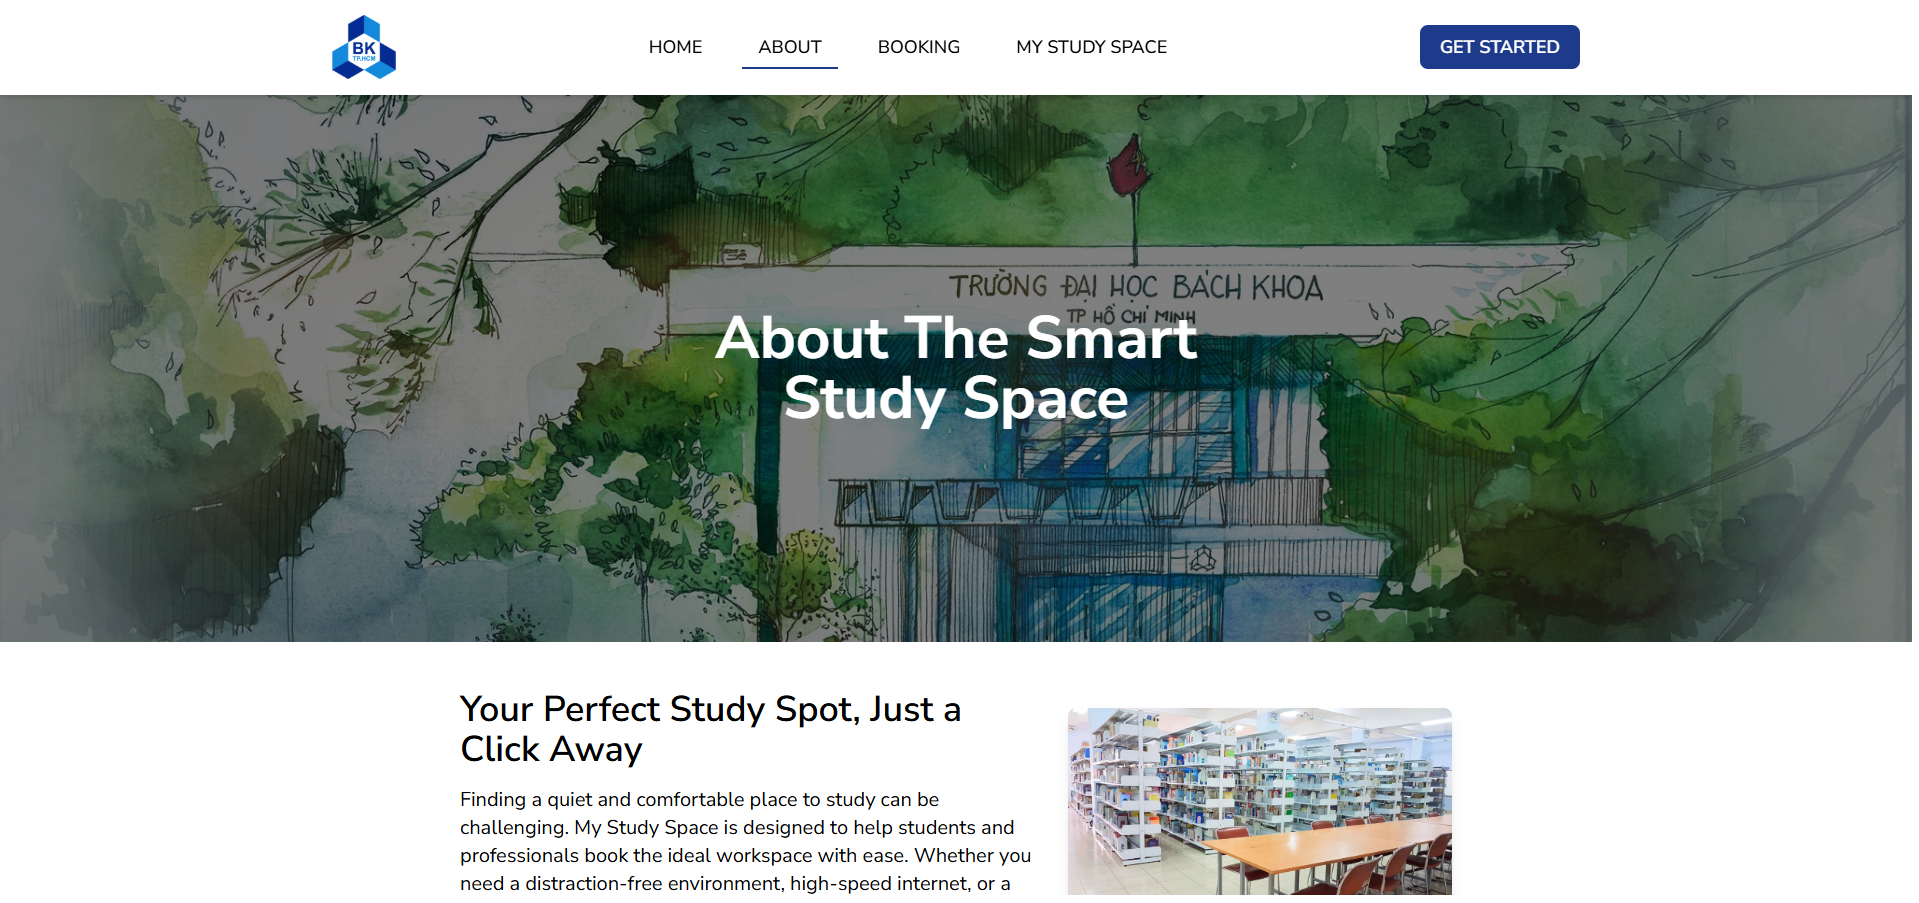 BK
TP.HCM
HOME
ABOUT
BOOKING
MY STUDY SPACE
GET STARTED
TRƯỜNG ĐẠI HỌC BÁCH KHOA
TP HỒ CHÍ MINH
About The Smart
Study Space
Your Perfect Study Spot, Just a
Click Away
Finding a quiet and comfortable place to study can be
challenging. My Study Space is designed to help students and
professionals book the ideal workspace with ease. Whether you
need a distraction-free environment, high-speed internet, or a